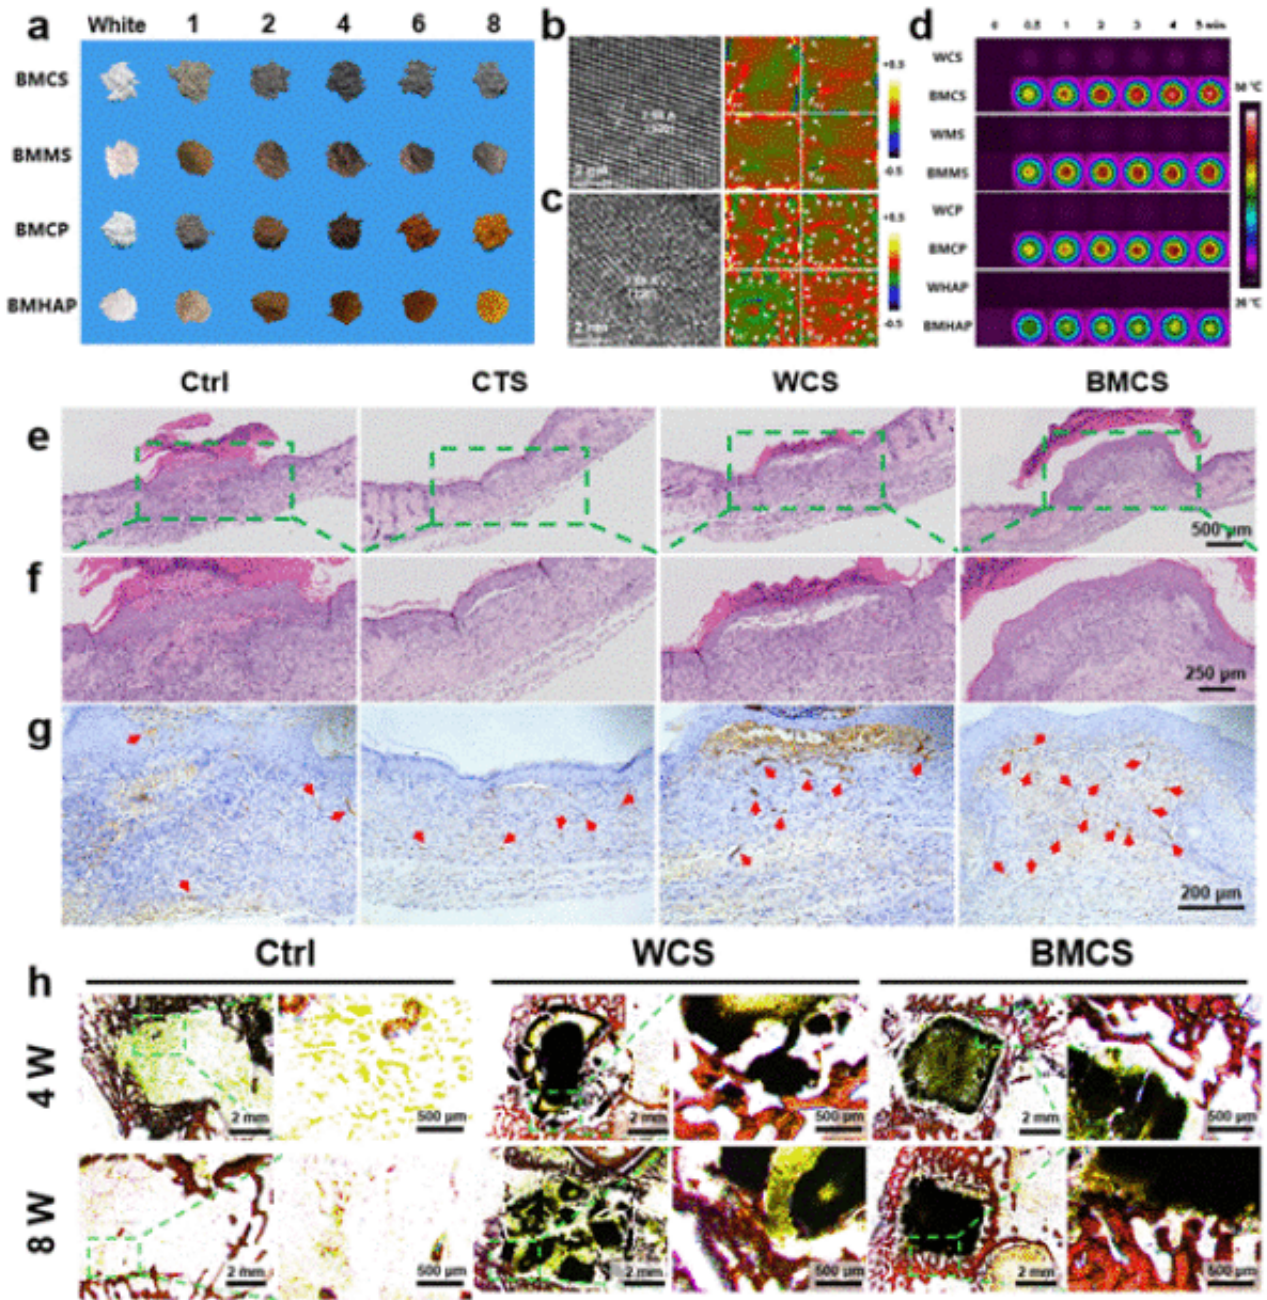 a
White 1 2 4 6 8
BMCS
BMMS
BMCP
BMHAP
b
2 nm
+0.5
-0.5
c
2 nm
+0.5
-0.5
d
0 0.5 1 2 3 4 5 min
WCS
BMCS
WMS
BMMS
WCP
BMCP
WHAP
BMHAP
Ctrl CTS WCS BMCS
e
500 µm
f
250 µm
g
200 µm
Ctrl WCS BMCS
h
4 W
2 mm 500 µm 2 mm 500 µm 2 mm 500 µm
8 W
2 mm 500 µm 2 mm 500 µm 2 mm 500 µm